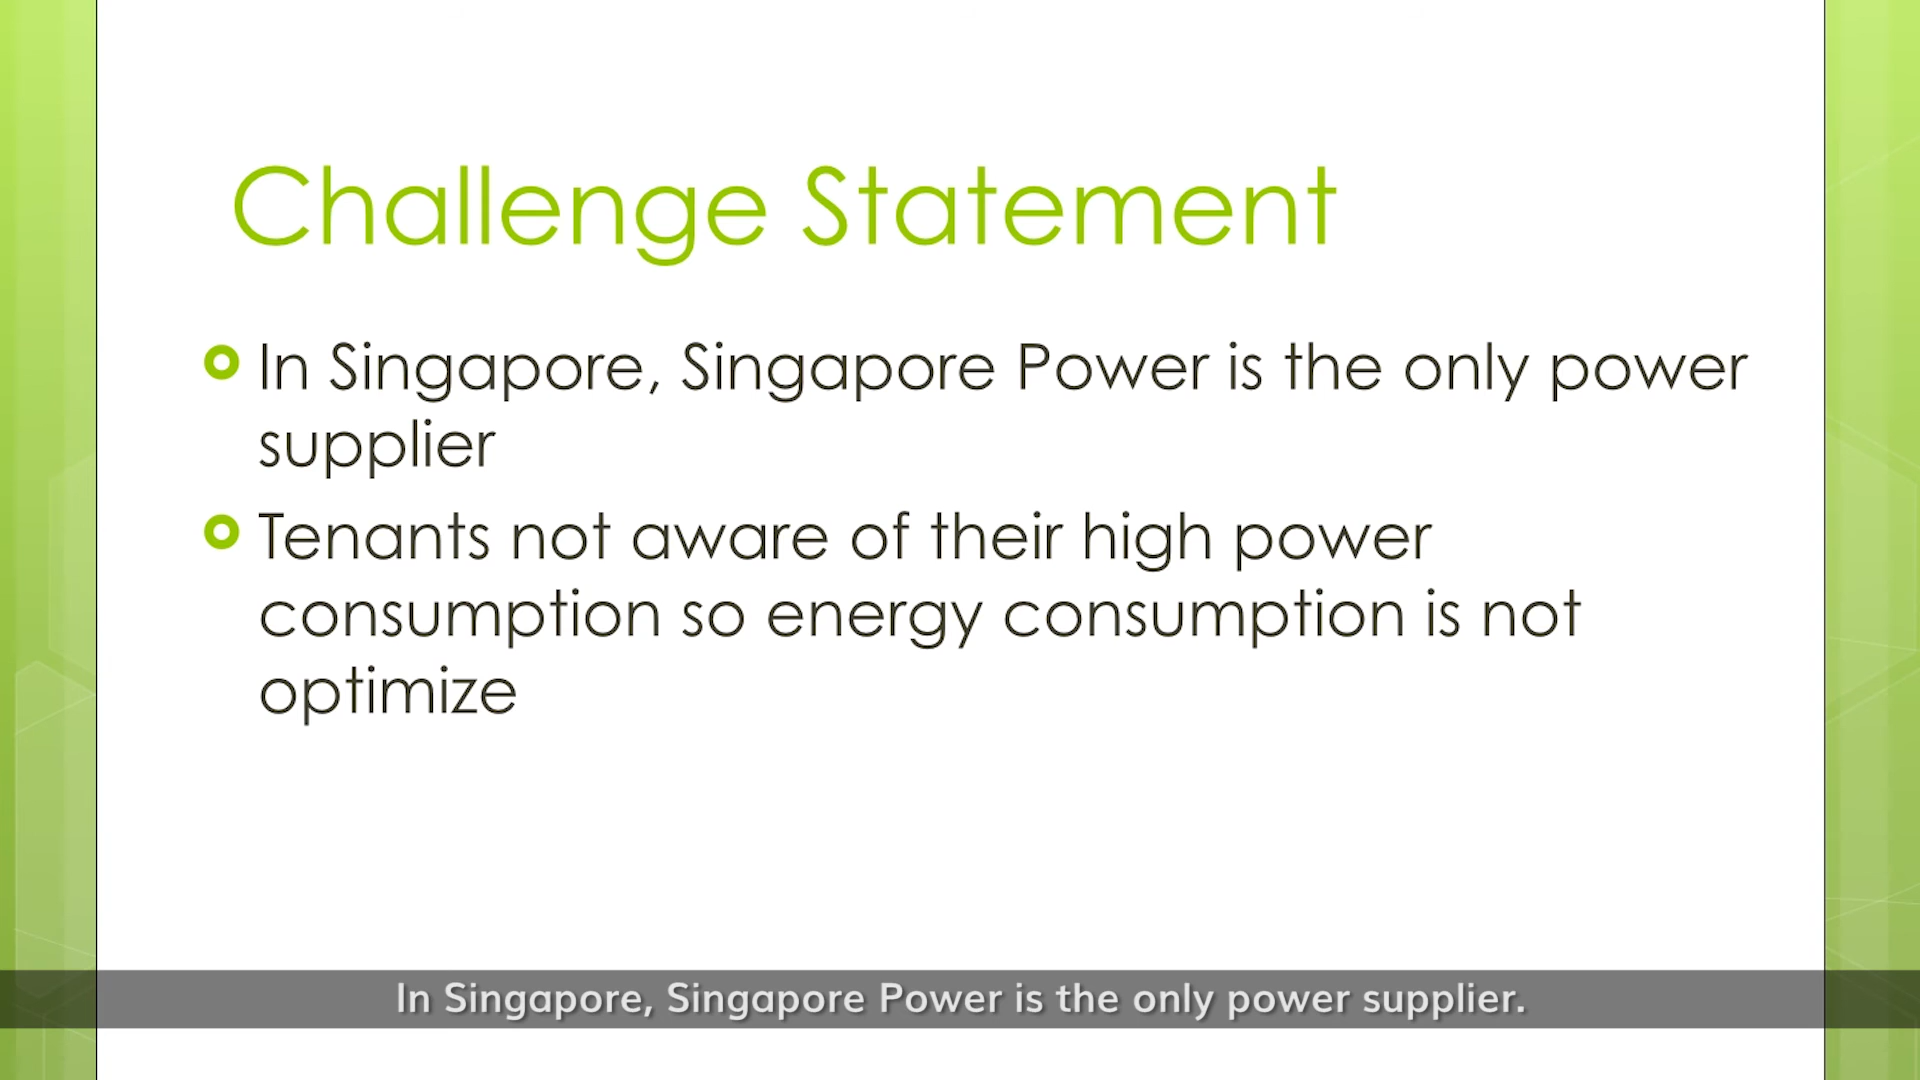 Challenge Statement
In Singapore, Singapore Power is the only power
supplier
Tenants not aware of their high power
consumption so energy consumption is not
optimize
In Singapore, Singapore Power is the only power supplier.